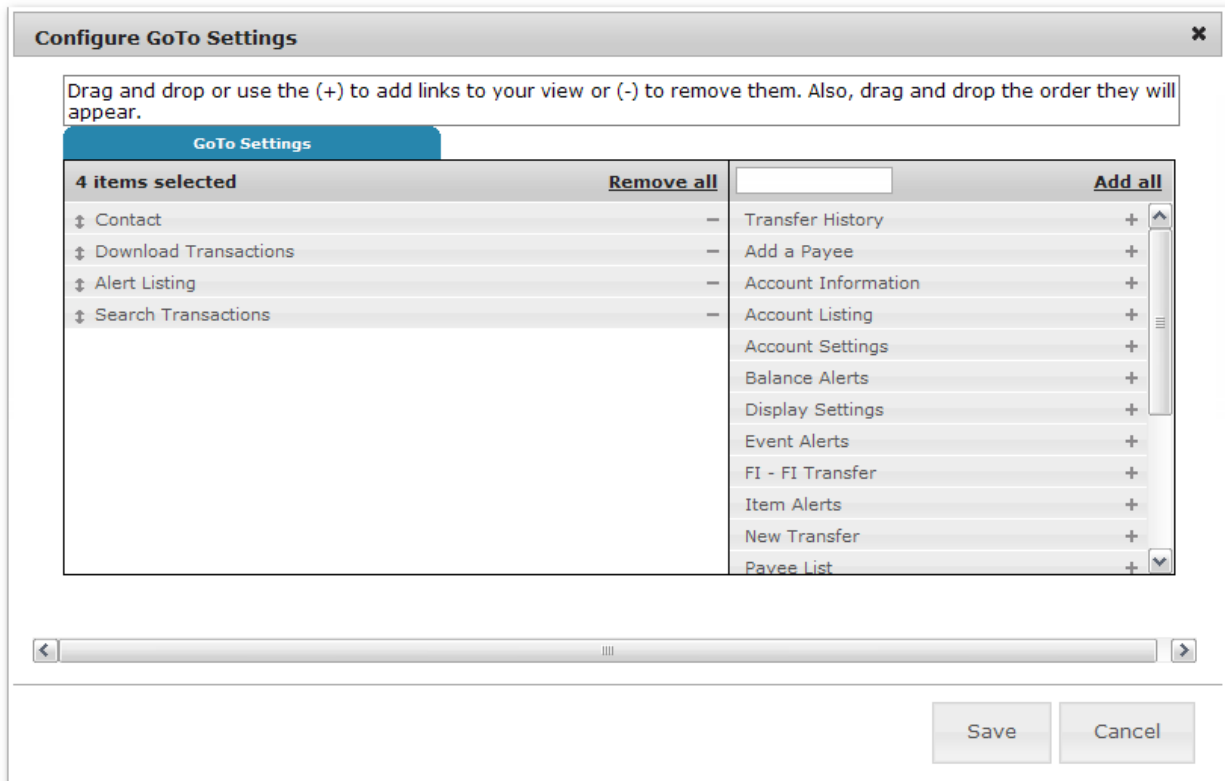 Configure GoTo Settings
Drag and drop or use the (+) to add links to your view or (-) to remove them. Also, drag and drop the order they will
appear.
GoTo Settings
4 items selected Remove all
Contact
Download Transactions
Alert Listing
Search Transactions
Add all
Transfer History
Add a Payee
Account Information
Account Listing
Account Settings
Balance Alerts
Display Settings
Event Alerts
FI - FI Transfer
Item Alerts
New Transfer
Payee List
Save Cancel